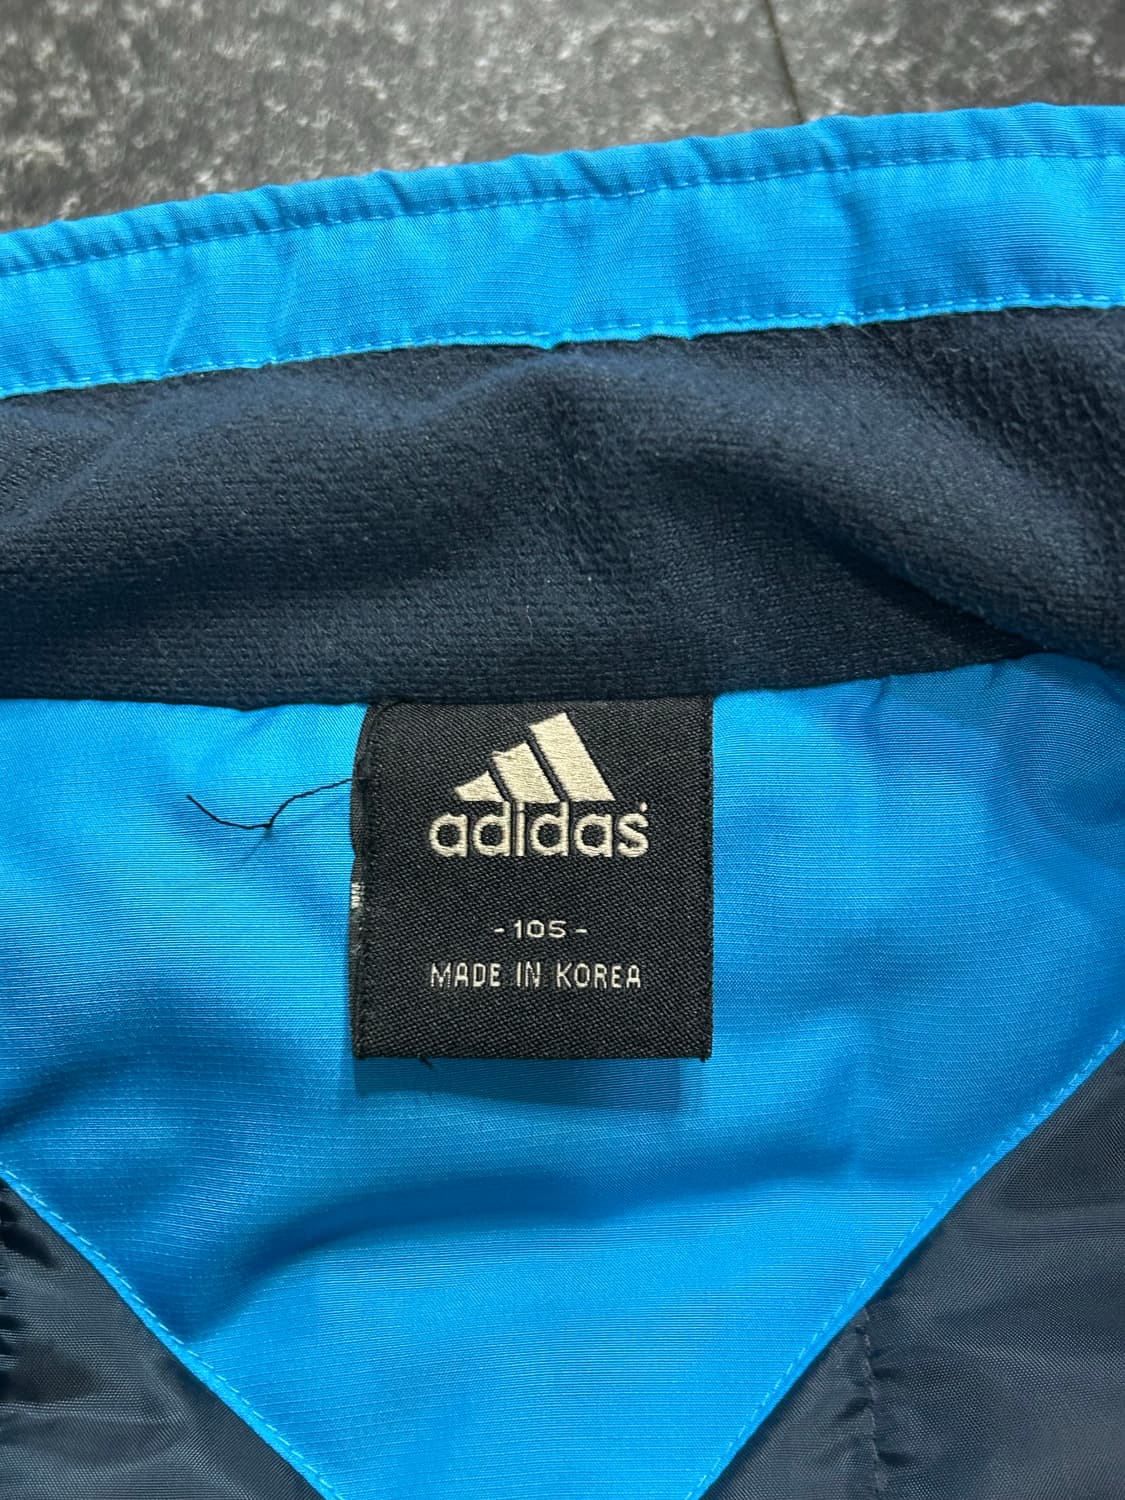 adidas
- 105 -
MADE IN KOREA